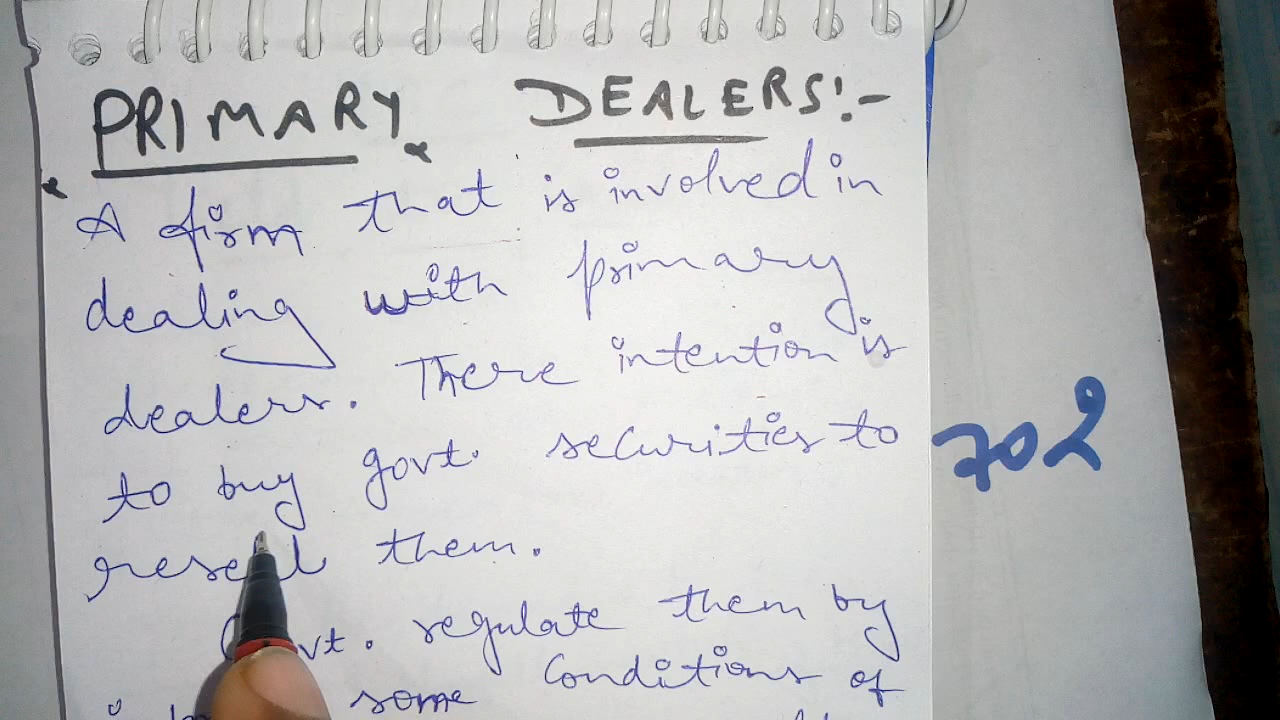 PRIMARY DEALERS:-
A firm that is involved in
dealing with primary
dealers. There intention is
to buy govt. securities to
resell them.
Govt. regulate them by
some conditions of
702